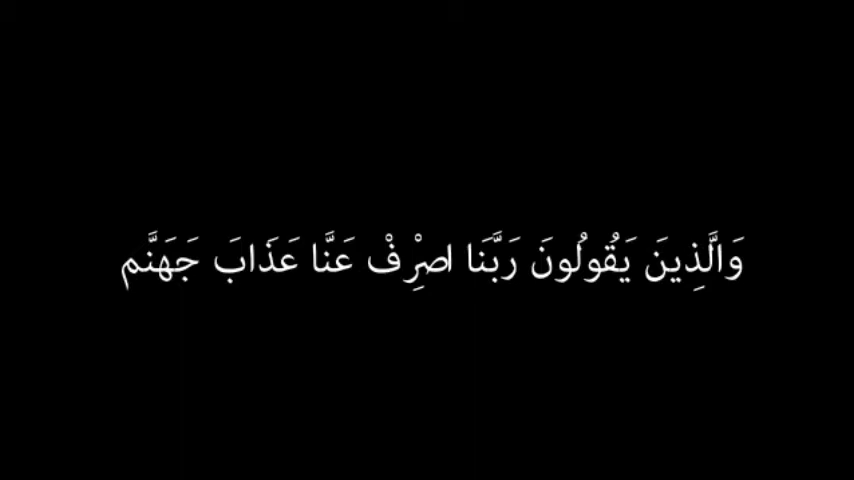 وَالَّذِينَ يَقُولُونَ رَبَّنَا اصْرِفْ عَنَّا عَذَابَ جَهَنَّم